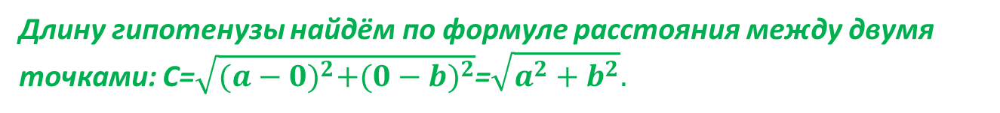 Длину гипотенузы найдём по формуле расстояния между двумя
точками: C=√(a − 0)²+(0 − b)²=√a² + b².